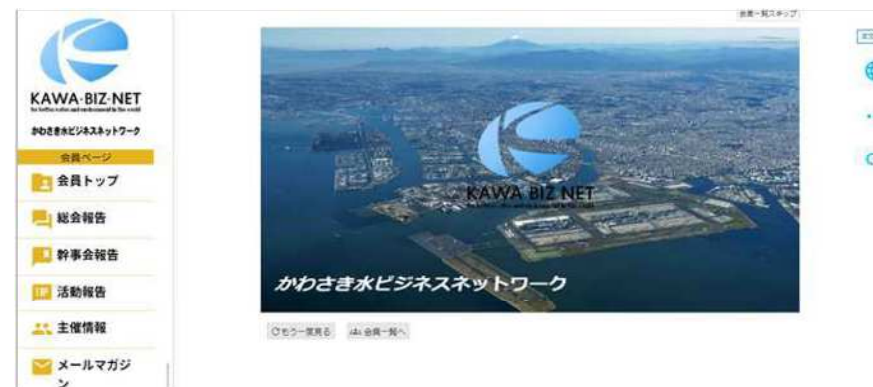 KAWA-BIZ-NET
かわさき水ビジネスネットワーク
会員ページ
会員トップ
総会報告
幹事会報告
活動報告
主催情報
メールマガジ
ン
会員一覧スキップ
KAWA BIZ NET
かわさき水ビジネスネットワーク
もう一度見る
会員一覧へ